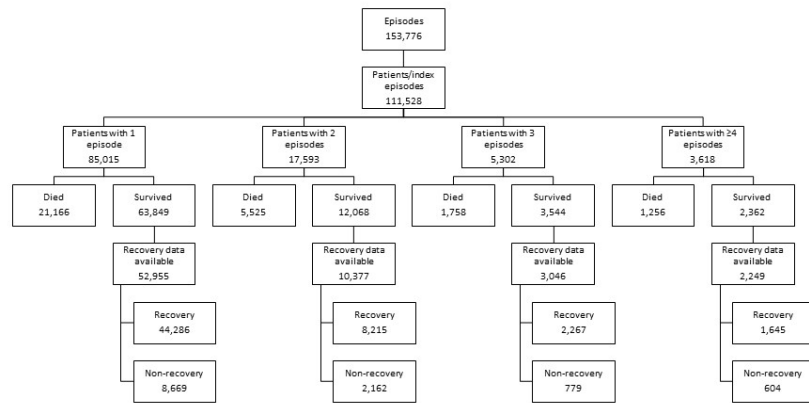 Episodes
153,776
Patients/index
episodes
111,528
Patients with 1
episode
85,015
Patients with 2
episodes
17,593
Patients with 3
episodes
5,302
Patients with ≥4
episodes
3,618
Died
21,166
Survived
63,849
Died
5,525
Survived
12,068
Died
1,758
Survived
3,544
Died
1,256
Survived
2,362
Recovery data
available
52,955
Recovery data
available
10,377
Recovery data
available
3,046
Recovery data
available
2,249
Recovery
44,286
Recovery
8,215
Recovery
2,267
Recovery
1,645
Non-recovery
8,669
Non-recovery
2,162
Non-recovery
779
Non-recovery
604